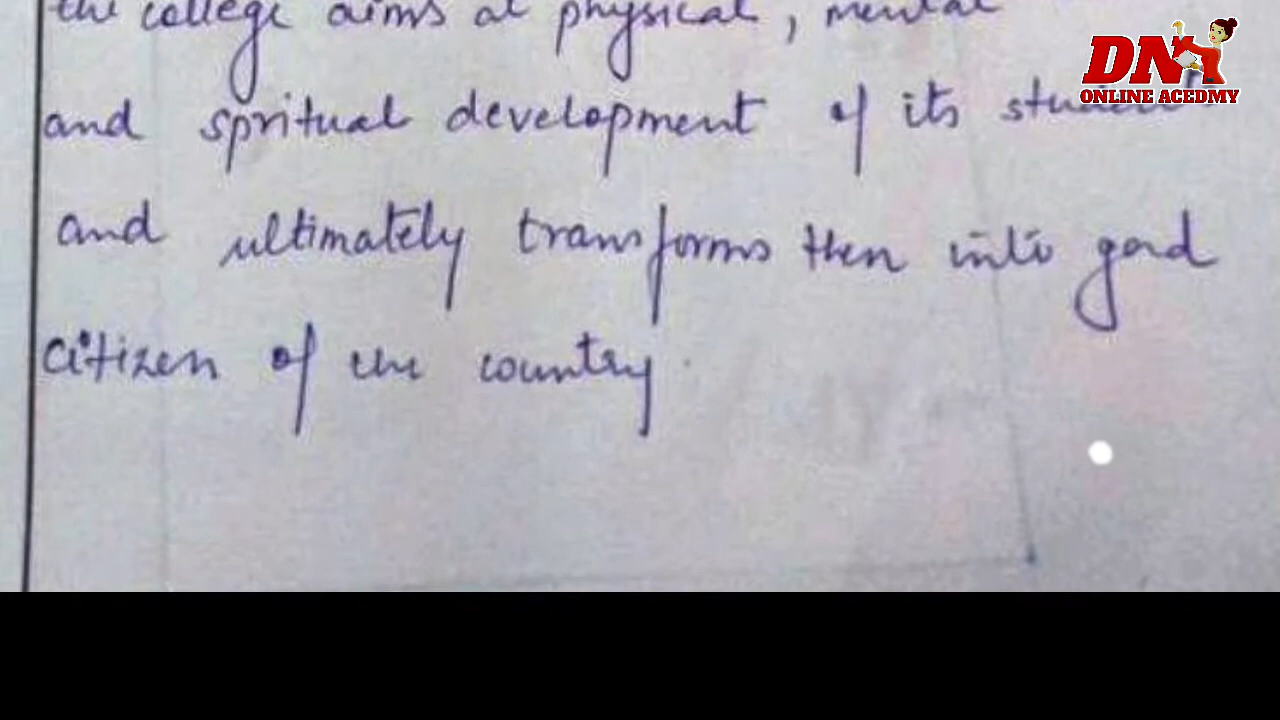 the college aims at physical, mental
and spritual development of its
and ultimately transforms then into good
citizen of the country.
DN
ONLINE ACEDMY